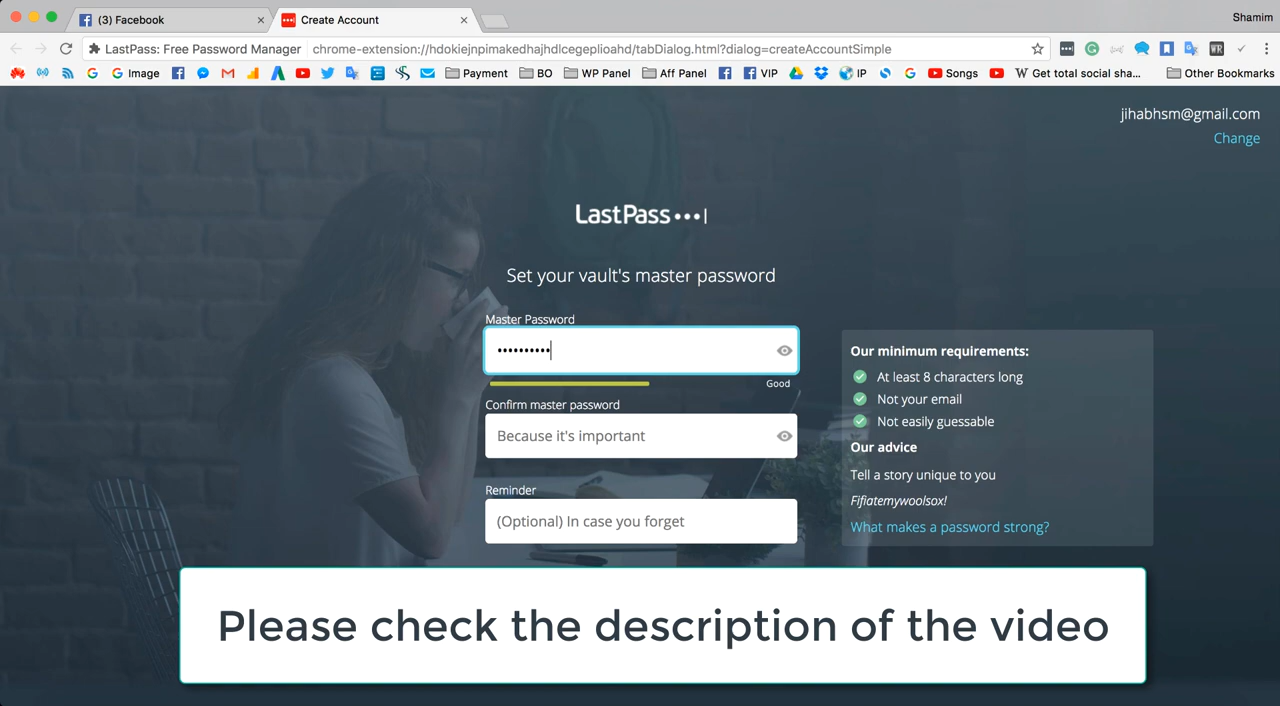 (3) Facebook
Create Account
Shamim
LastPass: Free Password Manager
chrome-extension://hdokiejnpimakedhajhdlcegeplioahd/tabDialog.html?dialog=createAccountSimple
Image
Payment
BO
WP Panel
Aff Panel
VIP
IP
Songs
Get total social sha...
Other Bookmarks
jihabhsm@gmail.com
Change
LastPass•••|
Set your vault's master password
Master Password
••••••••••
Good
Confirm master password
Because it's important
Reminder
(Optional) In case you forget
Our minimum requirements:
At least 8 characters long
Not your email
Not easily guessable
Our advice
Tell a story unique to you
Fifiatemywoolsox!
What makes a password strong?
Please check the description of the video